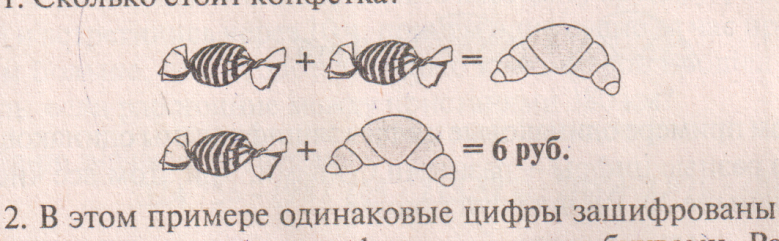 1. Сколько стоит конфетка?
+ =
+ = 6 руб.
2. В этом примере одинаковые цифры зашифрованы